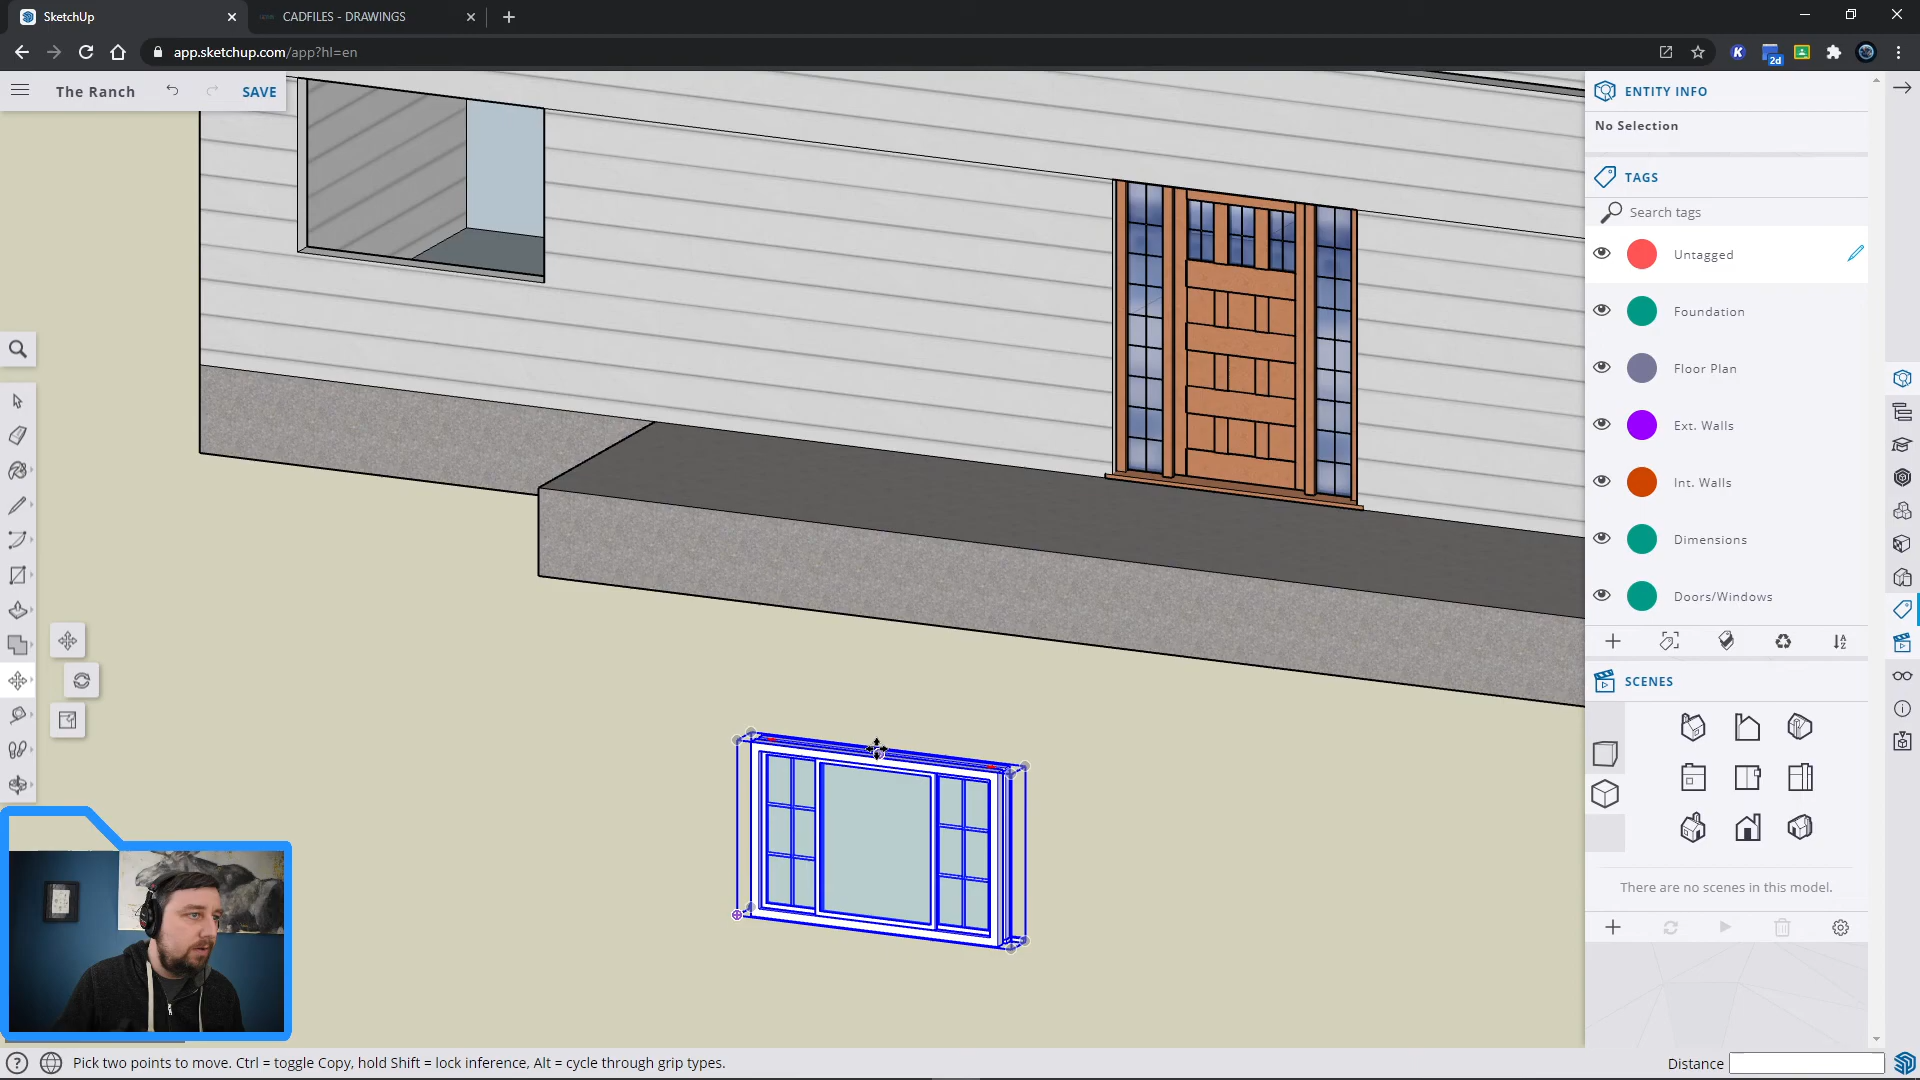 SketchUp
CADFILES - DRAWINGS
app.sketchup.com/app?hl=en
K
2d
The Ranch
SAVE
ENTITY INFO
No Selection
TAGS
Search tags
Untagged
Foundation
Floor Plan
Ext. Walls
Int. Walls
Dimensions
Doors/Windows
SCENES
There are no scenes in this model.
Pick two points to move. Ctrl = toggle Copy, hold Shift = lock inference, Alt = cycle through grip types.
Distance